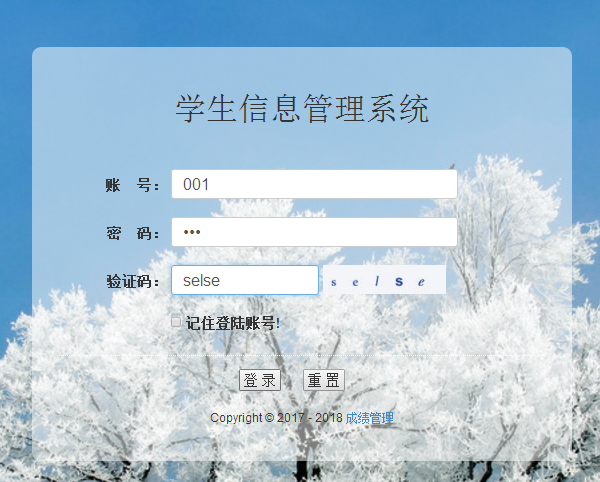 学生信息管理系统
账 号： 001
密 码： •••
验证码： selse selse
记住登陆账号!
登 录 重 置
Copyright © 2017 - 2018 成绩管理